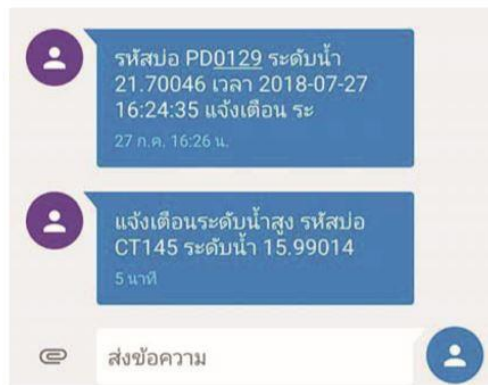 รหัสบ่อ PD0129 ระดับน้ำ
21.70046 เวลา 2018-07-27
16:24:35 แจ้งเตือน ระ
27 ก.ค. 16:26 น.
แจ้งเตือนระดับน้ำสูง รหัสบ่อ
CT145 ระดับน้ำ 15.99014
5 นาที
ส่งข้อความ